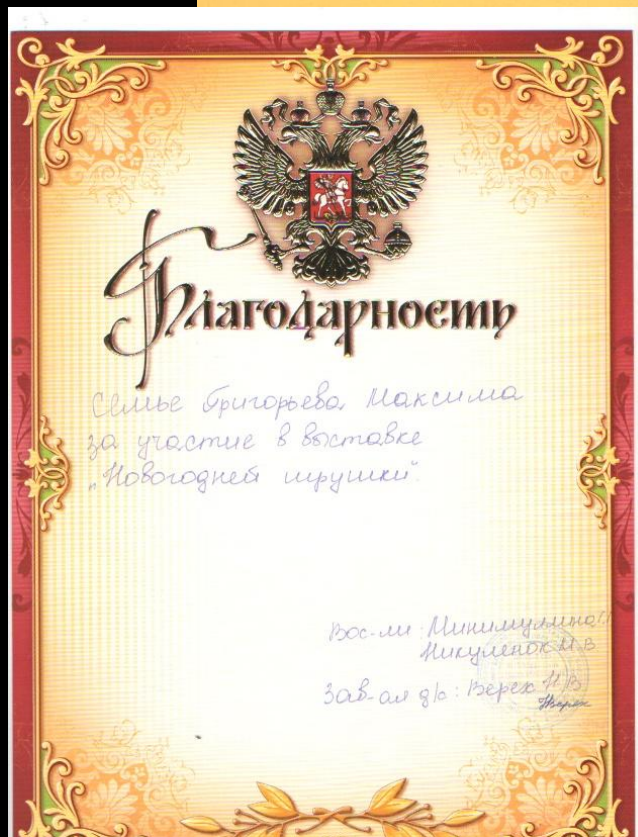 Благодарность
Семье Григорьева Максима
за участие в выставке
„Новогодней игрушки".
Вос-ли: Минимулина
Никуленок М.В
Зав-ая д/с: Верех Н.В